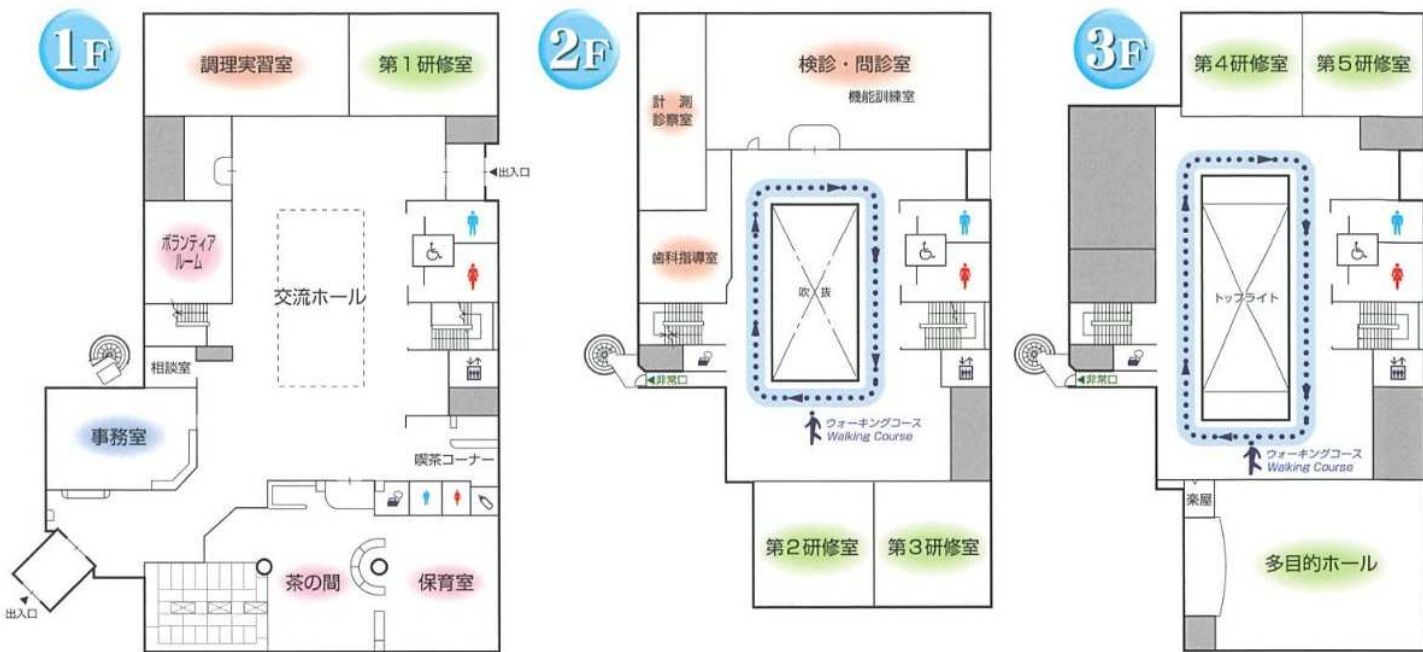 1F
調理実習室
第1研修室
◀出入口
ボランティア
ルーム
交流ホール
相談室
事務室
喫茶コーナー
茶の間
保育室
出入口
2F
検診・問診室
機能訓練室
計測
診察室
歯科指導室
吹抜
◀非常口
ウォーキングコース
Walking Course
第2研修室
第3研修室
3F
第4研修室
第5研修室
トップライト
◀非常口
ウォーキングコース
Walking Course
楽屋
多目的ホール